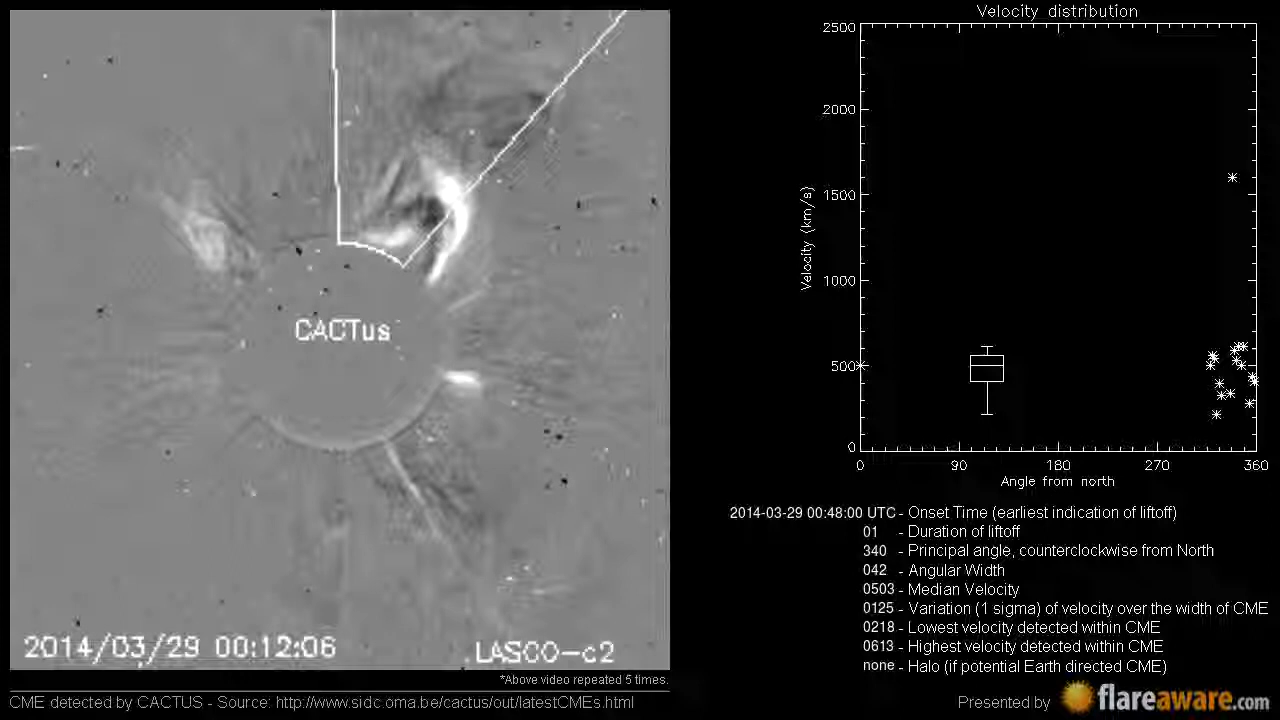 Velocity distribution
2500
2000
1500
1000
500
0
Velocity (km/s)
0 90 180 270 360
Angle from north
CACTus
2014/03/29 00:12:06
LASCO-c2
*Above video repeated 5 times.
CME detected by CACTUS - Source: http://www.sidc.oma.be/cactus/out/latestCMEs.html
2014-03-29 00:48:00 UTC - Onset Time (earliest indication of liftoff)
01 - Duration of liftoff
340 - Principal angle, counterclockwise from North
042 - Angular Width
0503 - Median Velocity
0125 - Variation (1 sigma) of velocity over the width of CME
0218 - Lowest velocity detected within CME
0613 - Highest velocity detected within CME
none - Halo (if potential Earth directed CME)
Presented by flareaware.com